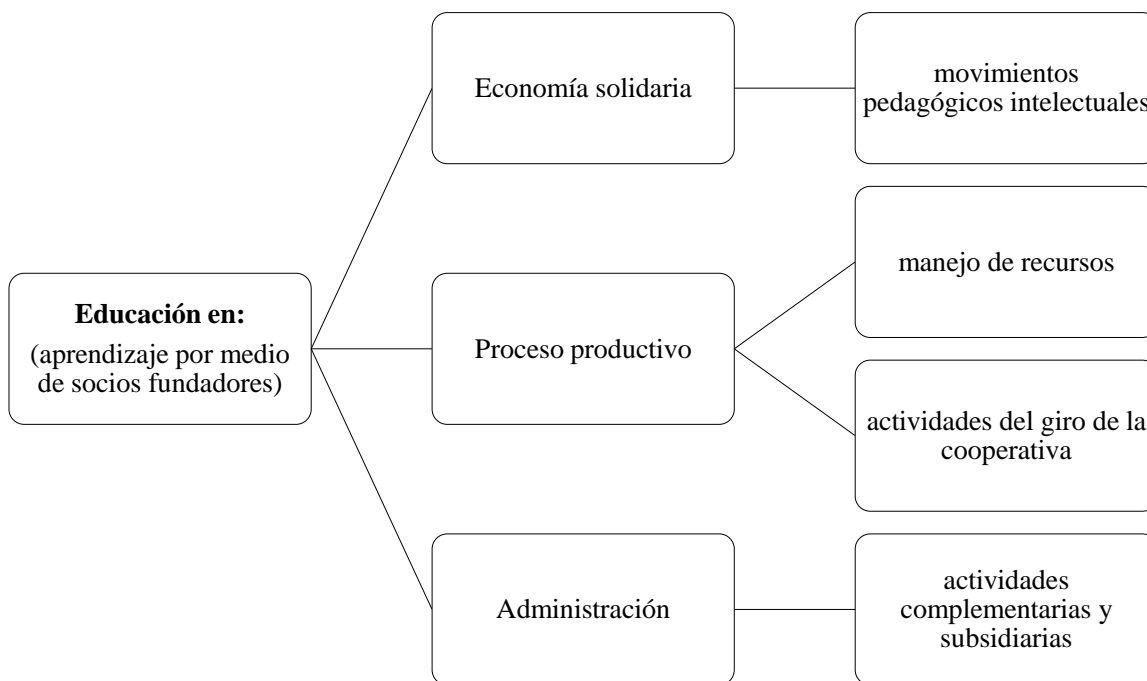 Educación en:
(aprendizaje por medio
de socios fundadores)
Economía solidaria
movimientos
pedagógicos intelectuales
Proceso productivo
manejo de recursos
actividades del giro de la
cooperativa
Administración
actividades
complementarias y
subsidiarias